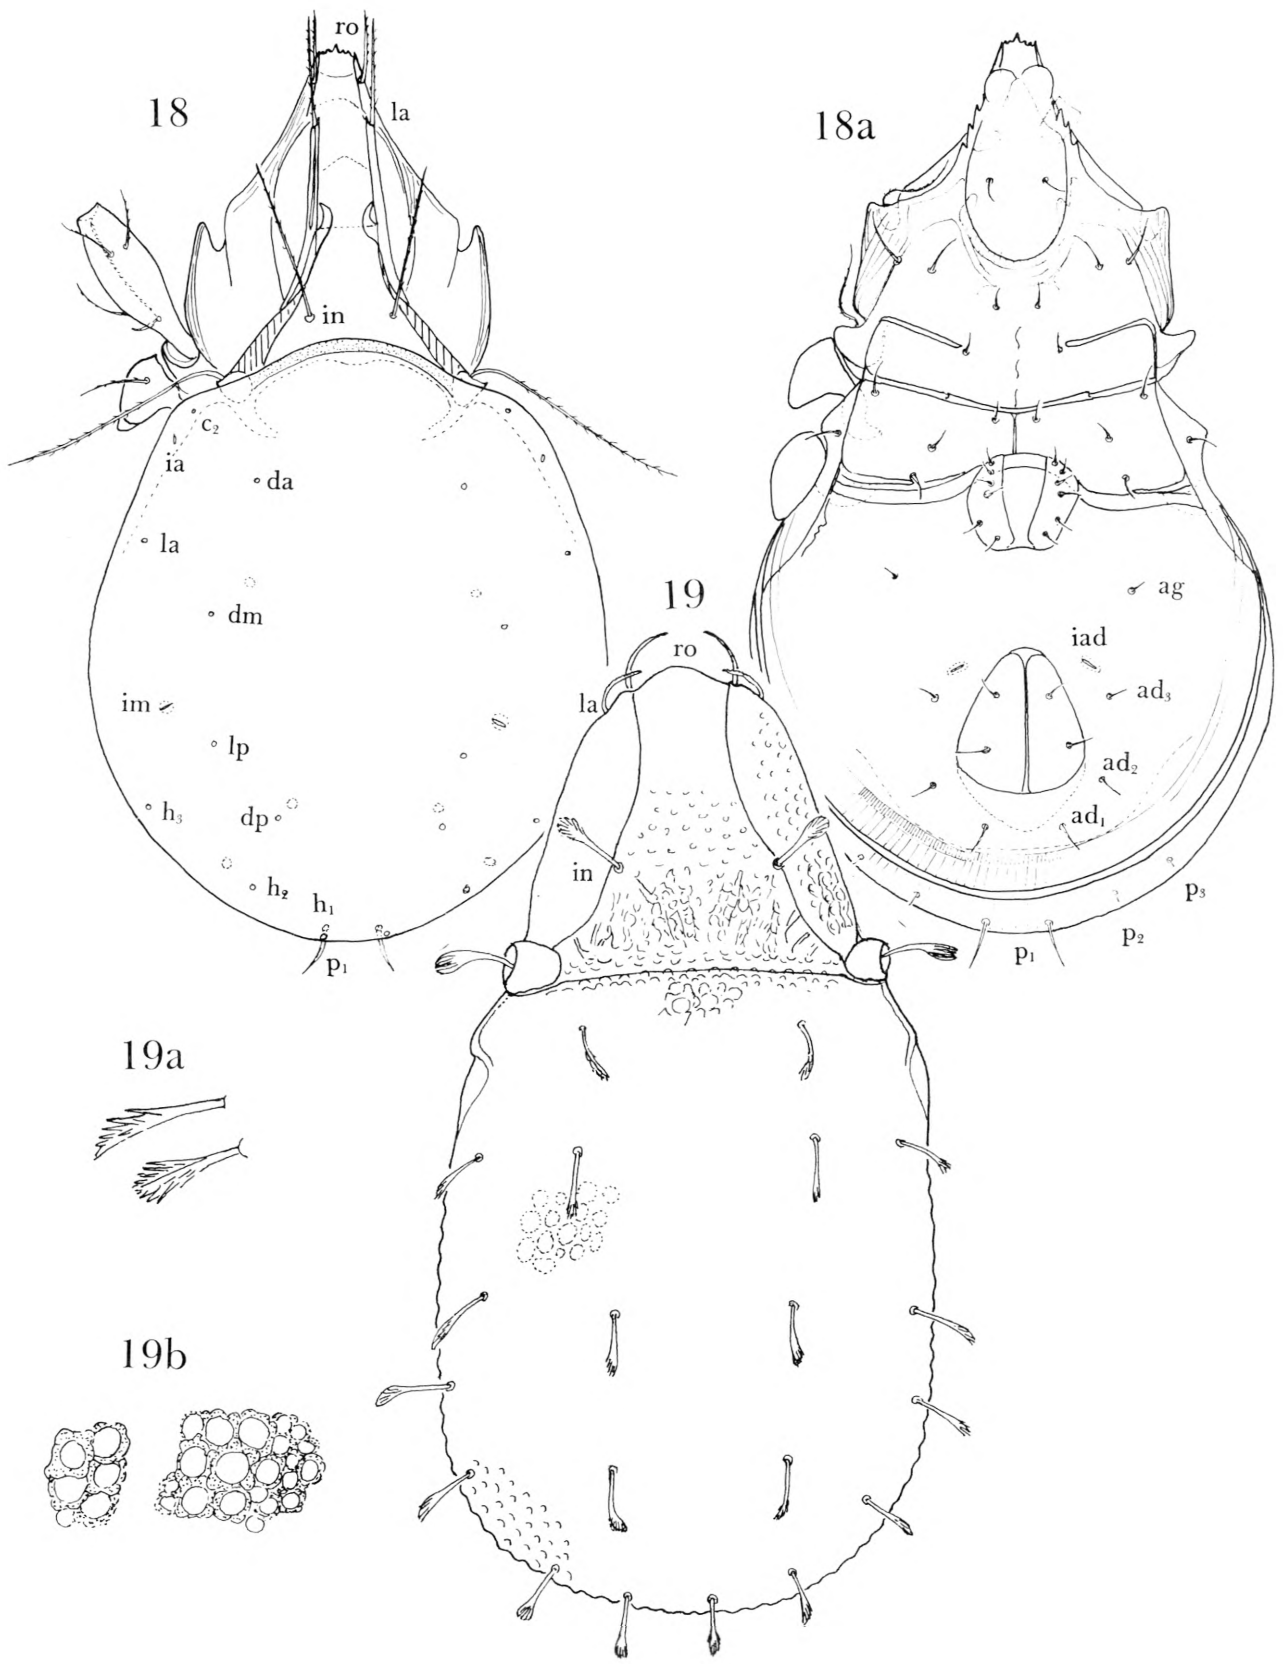 18
ro
la
in
c₂
ia
da
la
dm
im
lp
h₃
dp
h₂
h₁
p₁
18a
ag
iad
ad₃
ad₂
ad₁
p₃
p₂
p₁
19
ro
la
in
19a
19b